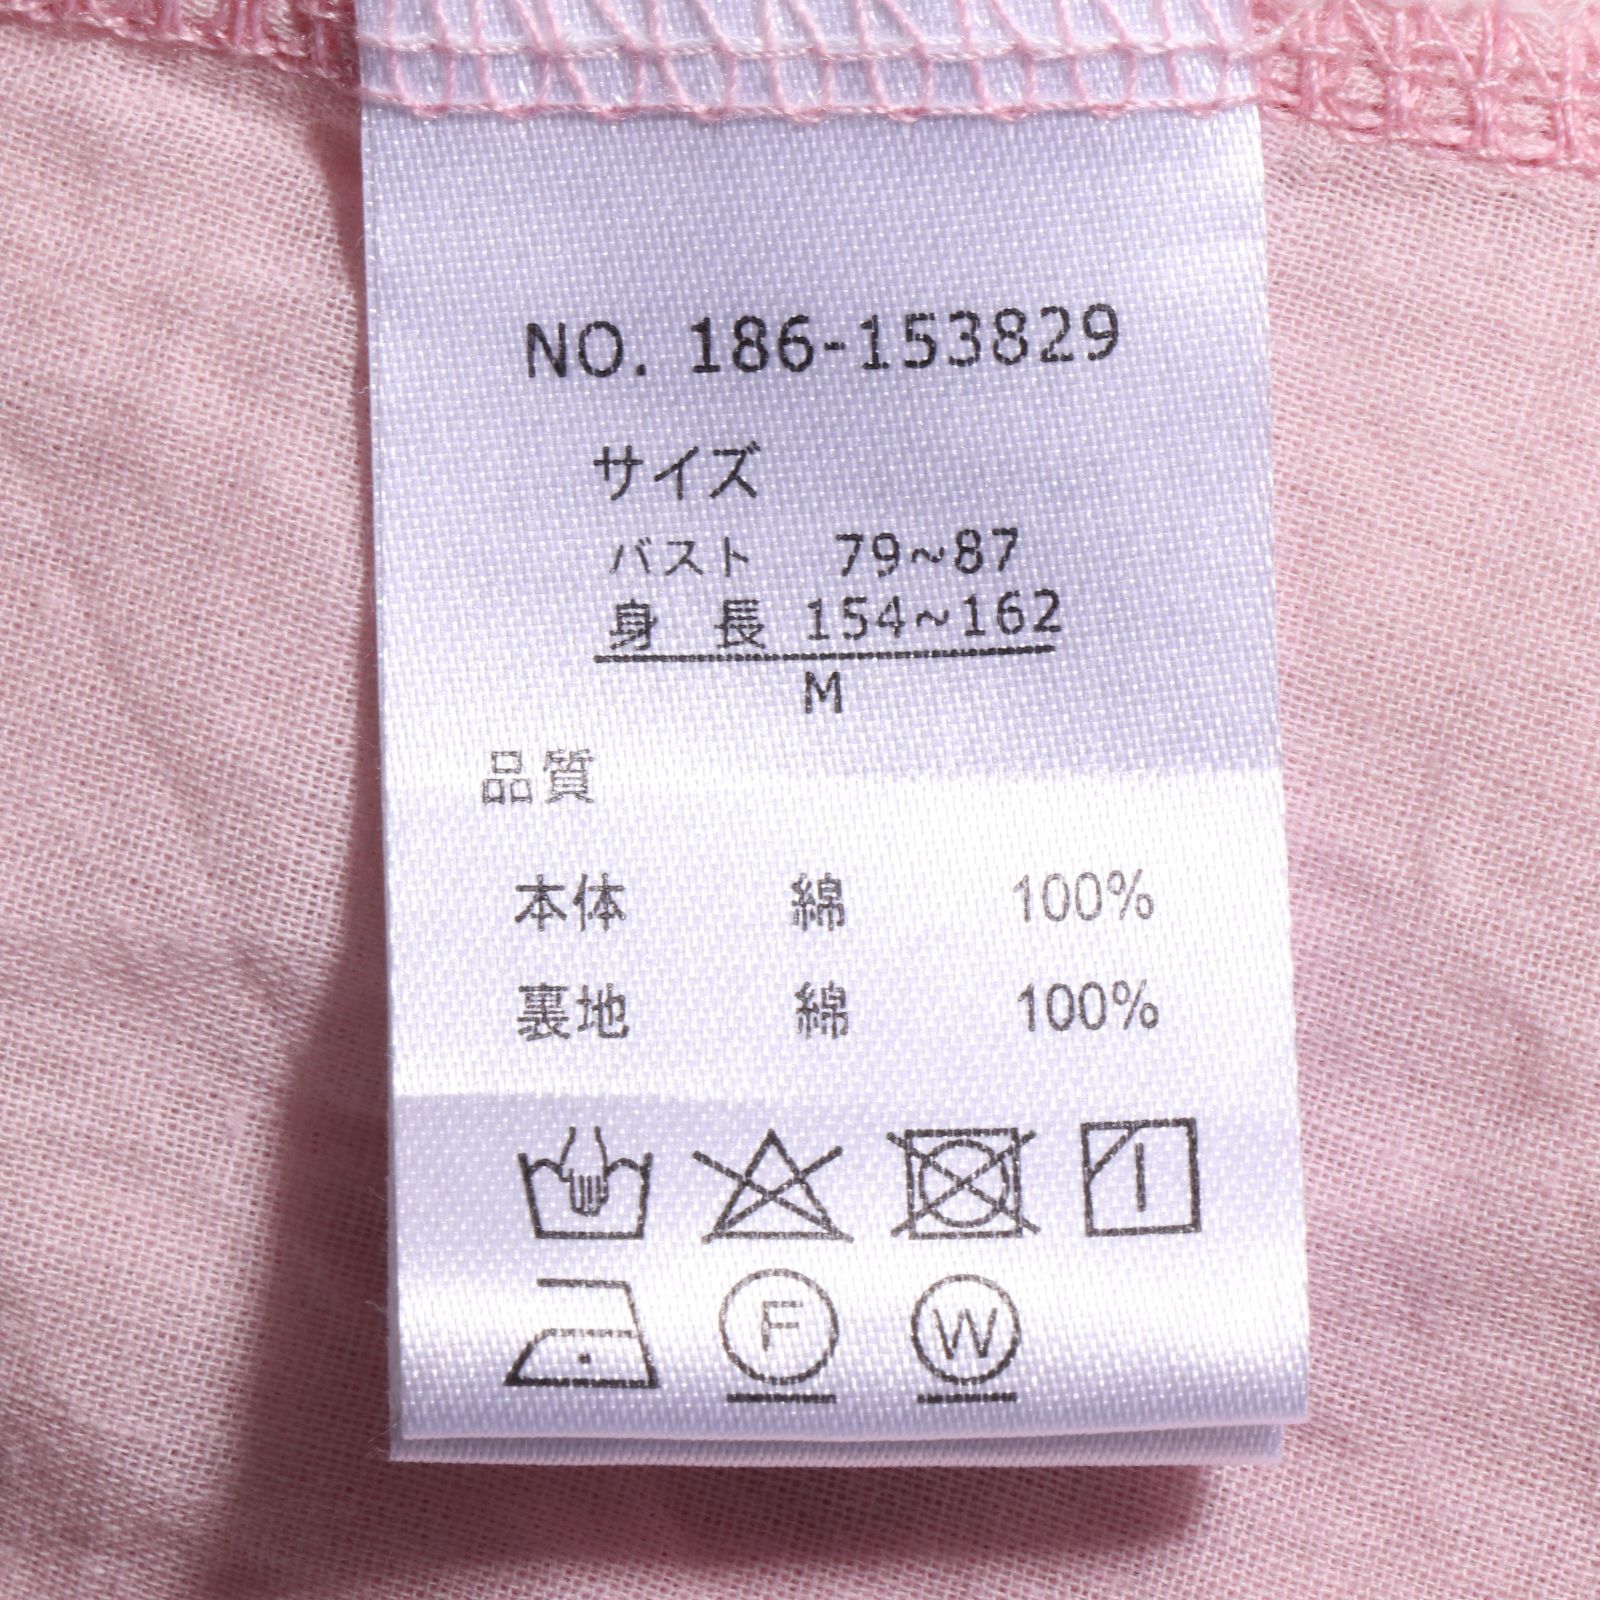 NO. 186-153829
サイズ
バスト 79~87
身 長 154~162
M
品質
本体 綿 100%
裏地 綿 100%
F W